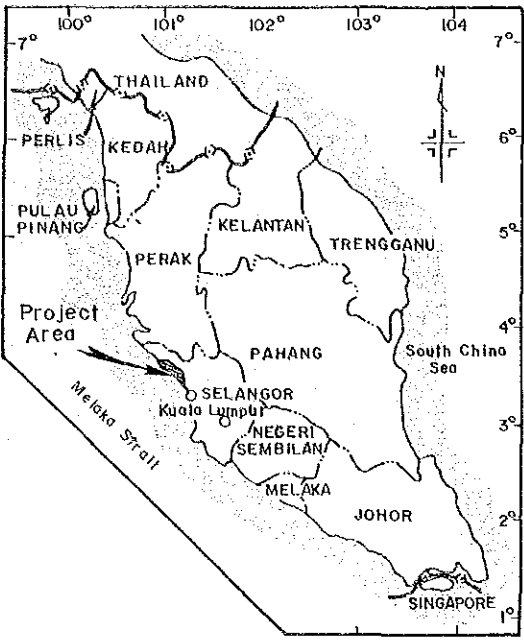 100° 101° 102° 103° 104°
7° 7°
N
THAILAND
PERLIS
KEDAH
6°
PULAU
PINANG
KELANTAN
TRENGGANU
5°
PERAK
Project
Area
4°
PAHANG
South China
Sea
Melaka Strait
SELANGOR
Kuala Lumpur
3°
NEGERI
SEMBILAN
MELAKA
JOHOR
2°
SINGAPORE
1°